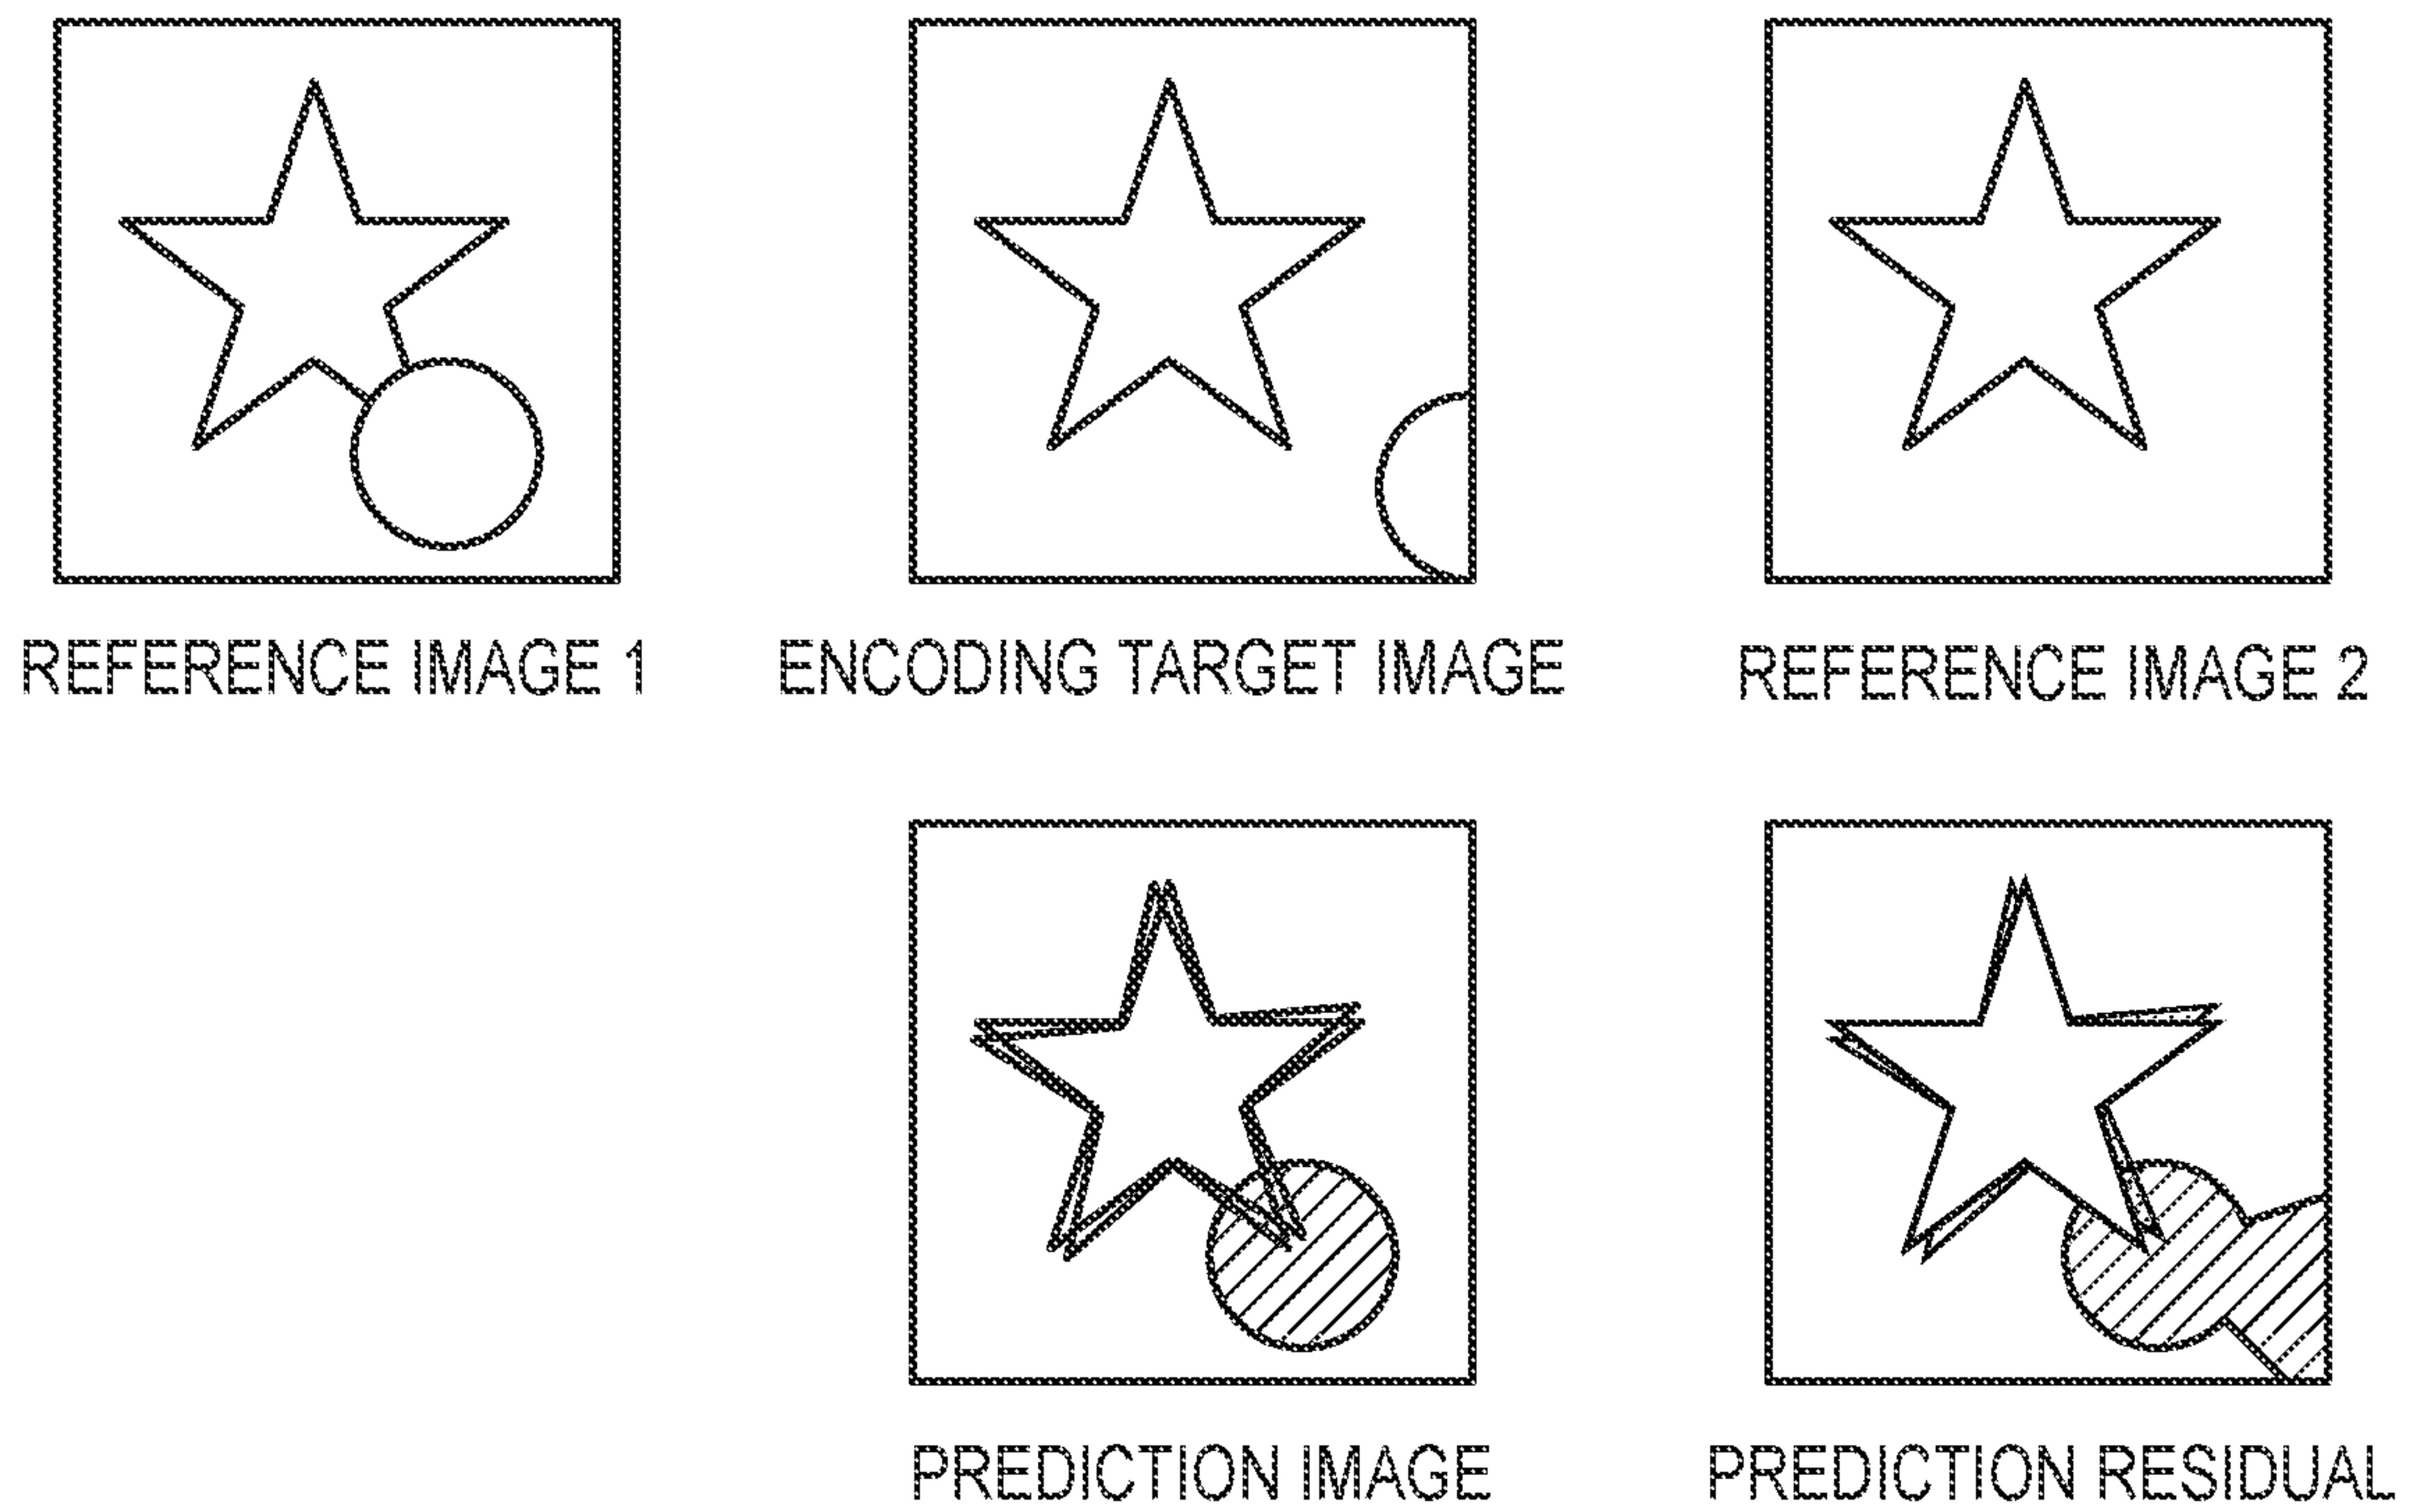 REFERENCE IMAGE 1
ENCODING TARGET IMAGE
REFERENCE IMAGE 2
PREDICTION IMAGE
PREDICTION RESIDUAL